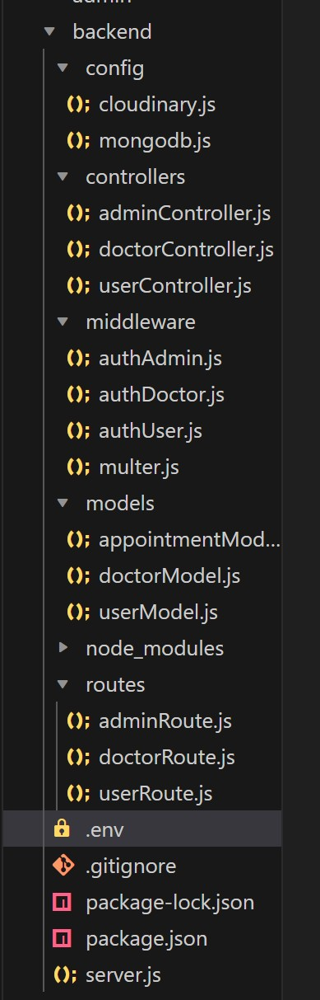 admin
backend
config
cloudinary.js
mongodb.js
controllers
adminController.js
doctorController.js
userController.js
middleware
authAdmin.js
authDoctor.js
authUser.js
multer.js
models
appointmentMod...
doctorModel.js
userModel.js
node_modules
routes
adminRoute.js
doctorRoute.js
userRoute.js
.env
.gitignore
package-lock.json
package.json
server.js